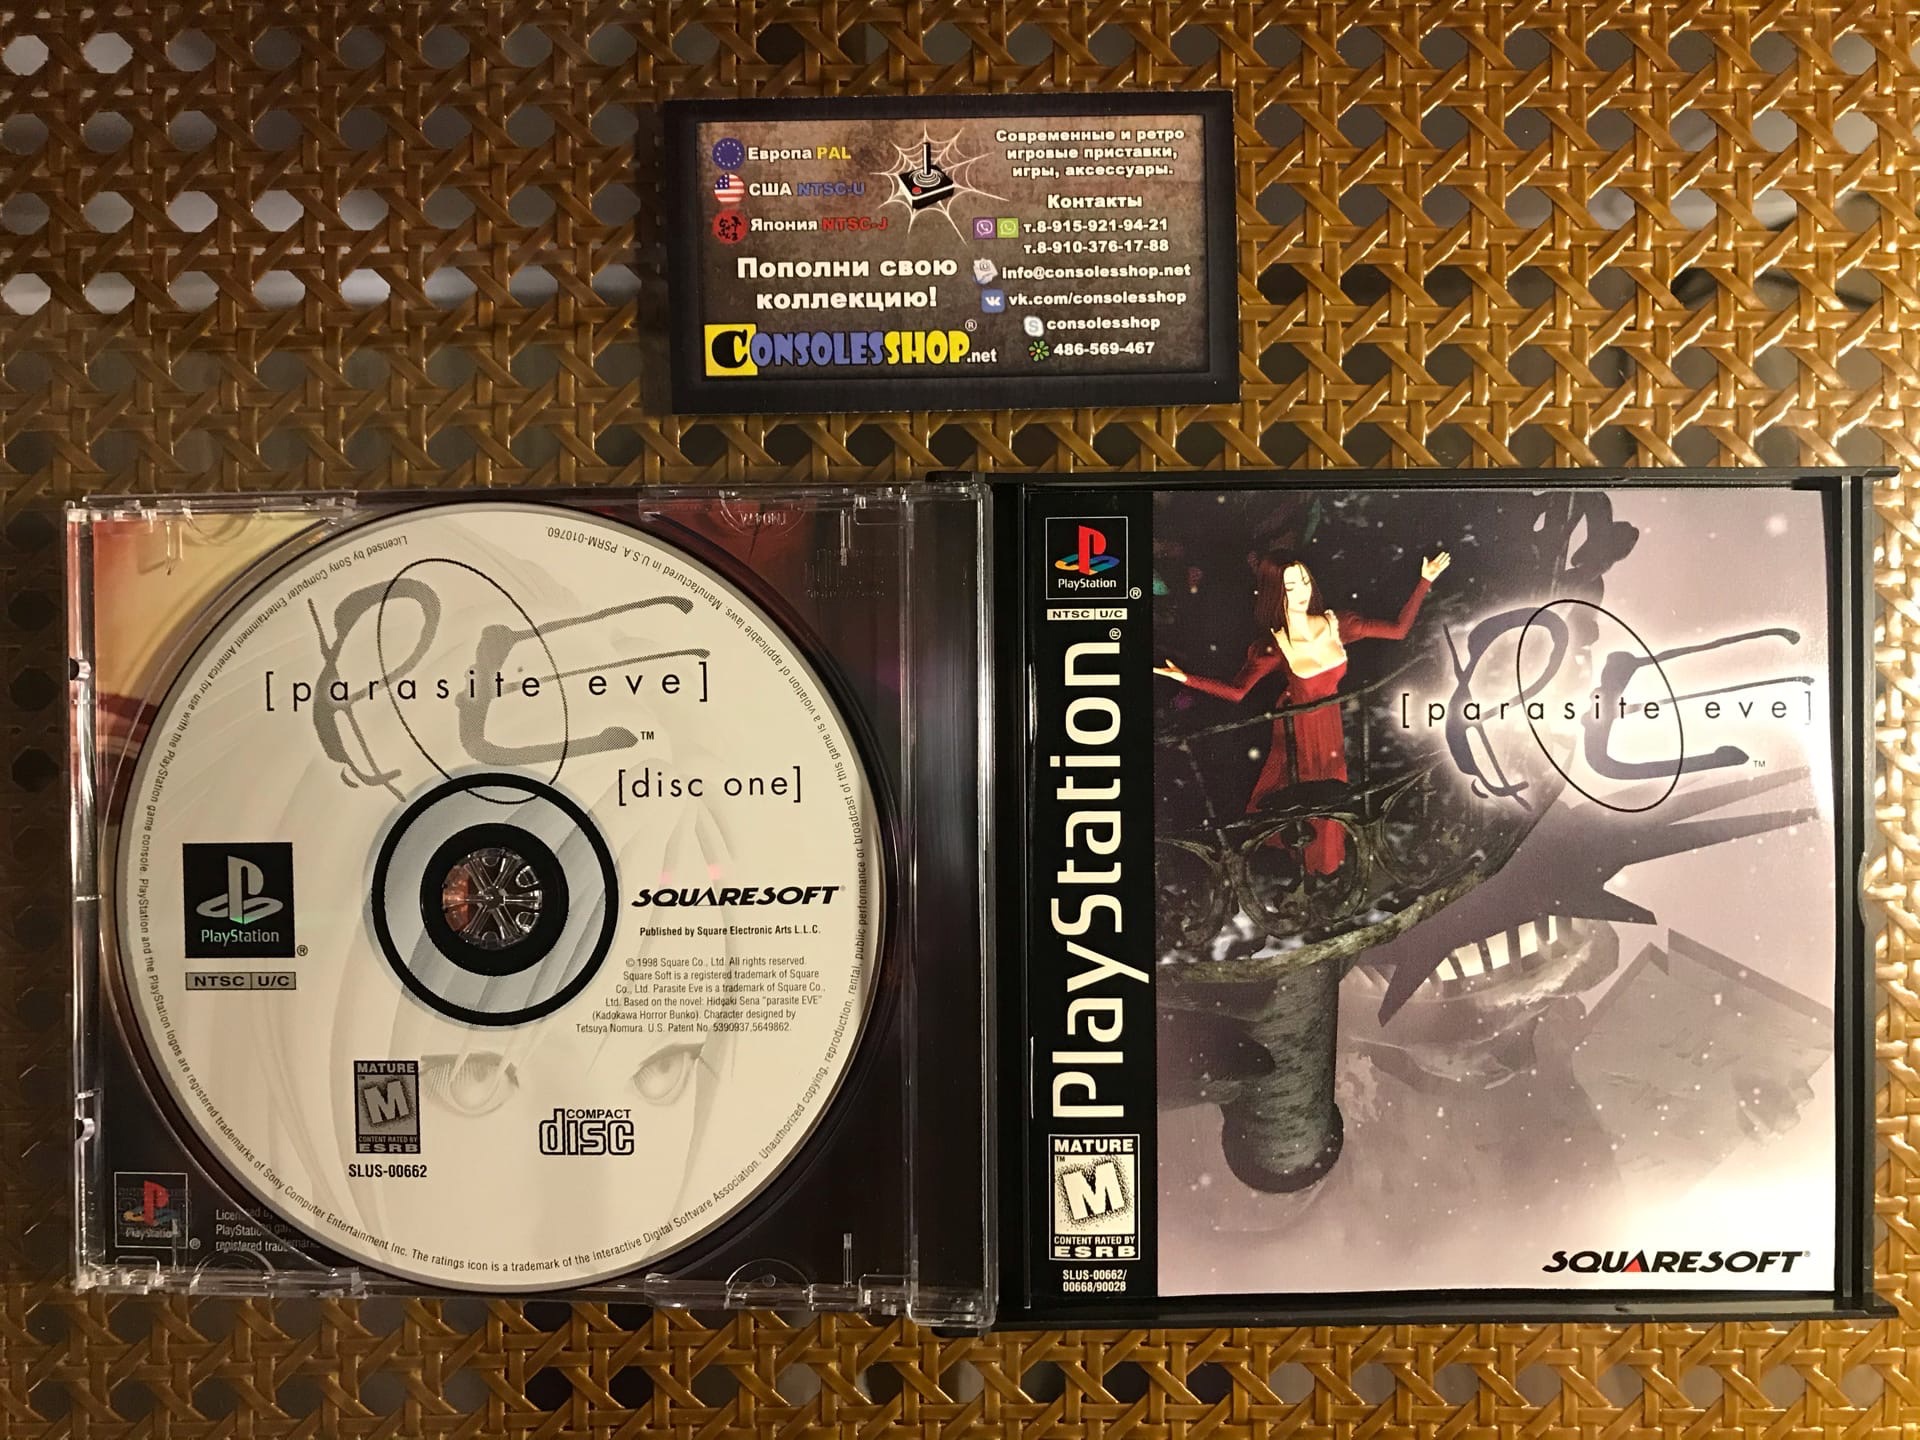 Европа PAL
США NTSC-U
Япония NTSC-J
Пополни свою
коллекцию!
CONSOLESSHOP.net
®
Современные и ретро
игровые приставки,
игры, аксессуары.
Контакты
т.8-915-921-94-21
т.8-910-376-17-88
info@consolesshop.net
vk.com/consolesshop
consolesshop
486-569-467
Licensed by Sony Computer Entertainment America for use with the PlayStation game console. PlayStation and the PlayStation logos are registered trademarks of Sony Computer Entertainment Inc. The ratings icon is a trademark of the Interactive Digital Software Association. Unauthorized copying, reproduction, rental, public performance or broadcast of this game is a violation of applicable laws. Manufactured in U.S.A. PSRM-010760.
PE
[parasite eve]
™
[disc one]
PlayStation
®
NTSC U/C
SQUARESOFT®
Published by Square Electronic Arts L.L.C.
© 1998 Square Co., Ltd. All rights reserved.
Square Soft is a registered trademark of Square
Co., Ltd. Parasite Eve is a trademark of Square Co.,
Ltd. Based on the novel: Hideaki Sena "parasite EVE"
(Kadokawa Horror Bunko). Character designed by
Tetsuya Nomura. U.S. Patent No. 5390937,5649862.
MATURE
™
M
CONTENT RATED BY
ESRB
SLUS-00662
COMPACT
disc
PlayStation
®
Licensed by
PlayStation
registered
PlayStation
®
NTSC U/C
PlayStation®
MATURE
™
M
CONTENT RATED BY
ESRB
SLUS-00662/
00668/90028
PE
[parasite eve]
™
SQUARESOFT®